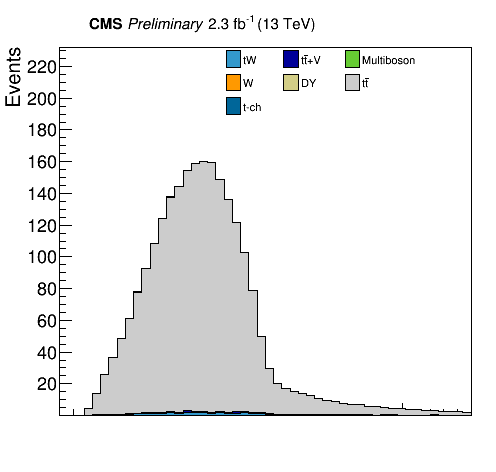 CMS Preliminary 2.3 fb⁻¹ (13 TeV)
Events
220
200
180
160
140
120
100
80
60
40
20
tW
tt̄+V
Multiboson
W
DY
tt̄
t-ch